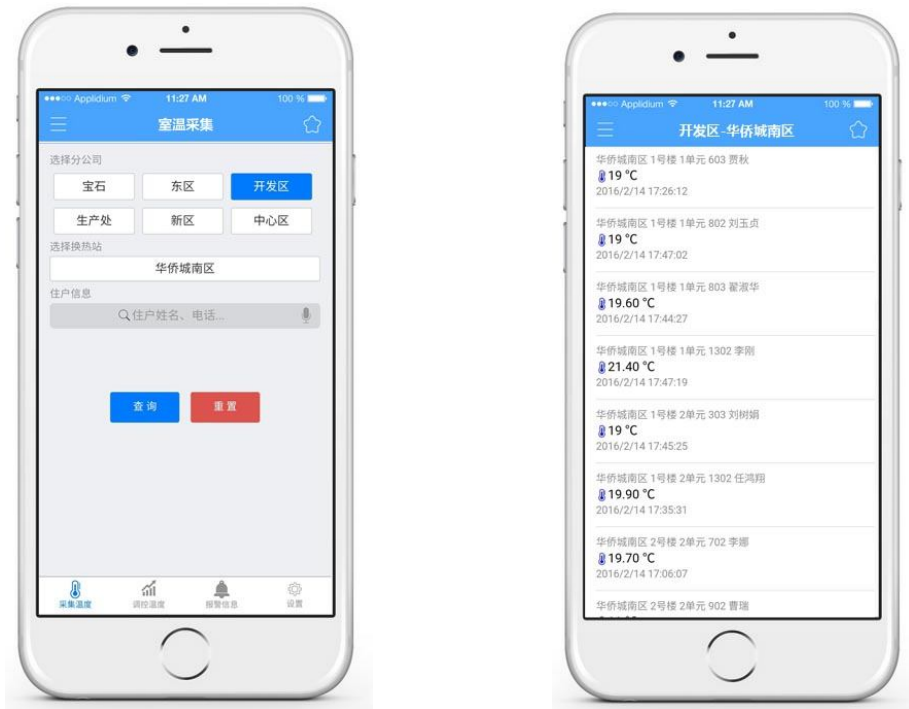 ●●●○○ Applidium 11:27 AM 100 %
室温采集
选择分公司
宝石 东区 开发区
生产处 新区 中心区
选择换热站
华侨城南区
住户信息
住户姓名、电话...
查询 重置
采集温度 调控温度 报警信息 设置
●●●○○ Applidium 11:27 AM 100 %
开发区-华侨城南区
华侨城南区 1号楼 1单元 603 贾秋
19 °C
2016/2/14 17:26:12
华侨城南区 1号楼 1单元 802 刘玉贞
19 °C
2016/2/14 17:47:02
华侨城南区 1号楼 1单元 803 翟淑华
19.60 °C
2016/2/14 17:44:27
华侨城南区 1号楼 1单元 1302 李刚
21.40 °C
2016/2/14 17:47:19
华侨城南区 1号楼 2单元 303 刘树娟
19 °C
2016/2/14 17:45:25
华侨城南区 1号楼 2单元 1302 任鸿翔
19.90 °C
2016/2/14 17:35:31
华侨城南区 2号楼 2单元 702 李娜
19.70 °C
2016/2/14 17:06:07
华侨城南区 2号楼 2单元 902 曹瑞